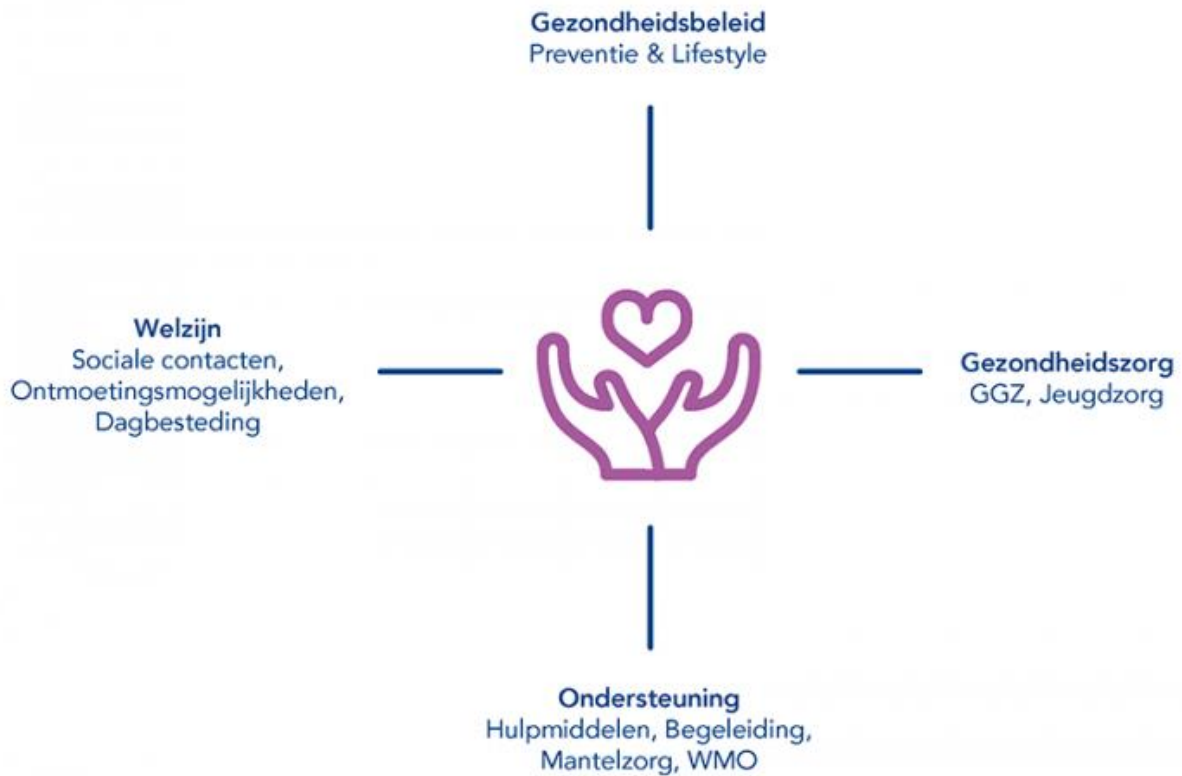 Gezondheidsbeleid
Preventie & Lifestyle
Welzijn
Sociale contacten,
Ontmoetingsmogelijkheden,
Dagbesteding
Gezondheidszorg
GGZ, Jeugdzorg
Ondersteuning
Hulpmiddelen, Begeleiding,
Mantelzorg, WMO